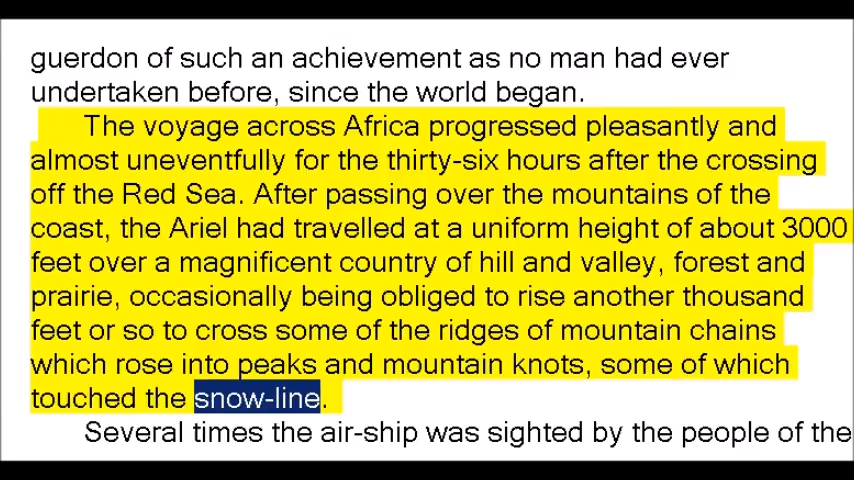 guerdon of such an achievement as no man had ever
undertaken before, since the world began.
The voyage across Africa progressed pleasantly and
almost uneventfully for the thirty-six hours after the crossing
off the Red Sea. After passing over the mountains of the
coast, the Ariel had travelled at a uniform height of about 3000
feet over a magnificent country of hill and valley, forest and
prairie, occasionally being obliged to rise another thousand
feet or so to cross some of the ridges of mountain chains
which rose into peaks and mountain knots, some of which
touched the snow-line.
Several times the air-ship was sighted by the people of the